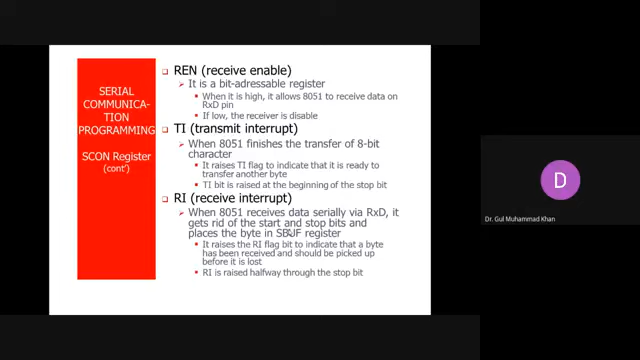 SERIAL
COMMUNICA-
TION
PROGRAMMING
SCON Register
(cont')
REN (receive enable)
It is a bit-adressable register
When it is high, it allows 8051 to receive data on
RxD pin
If low, the receiver is disable
TI (transmit interrupt)
When 8051 finishes the transfer of 8-bit
character
It raises TI flag to indicate that it is ready to
transfer another byte
TI bit is raised at the beginning of the stop bit
RI (receive interrupt)
When 8051 receives data serially via RxD, it
gets rid of the start and stop bits and
places the byte in SBUF register
It raises the RI flag bit to indicate that a byte
has been received and should be picked up
before it is lost
RI is raised halfway through the stop bit
D
Dr. Gul Muhammad Khan